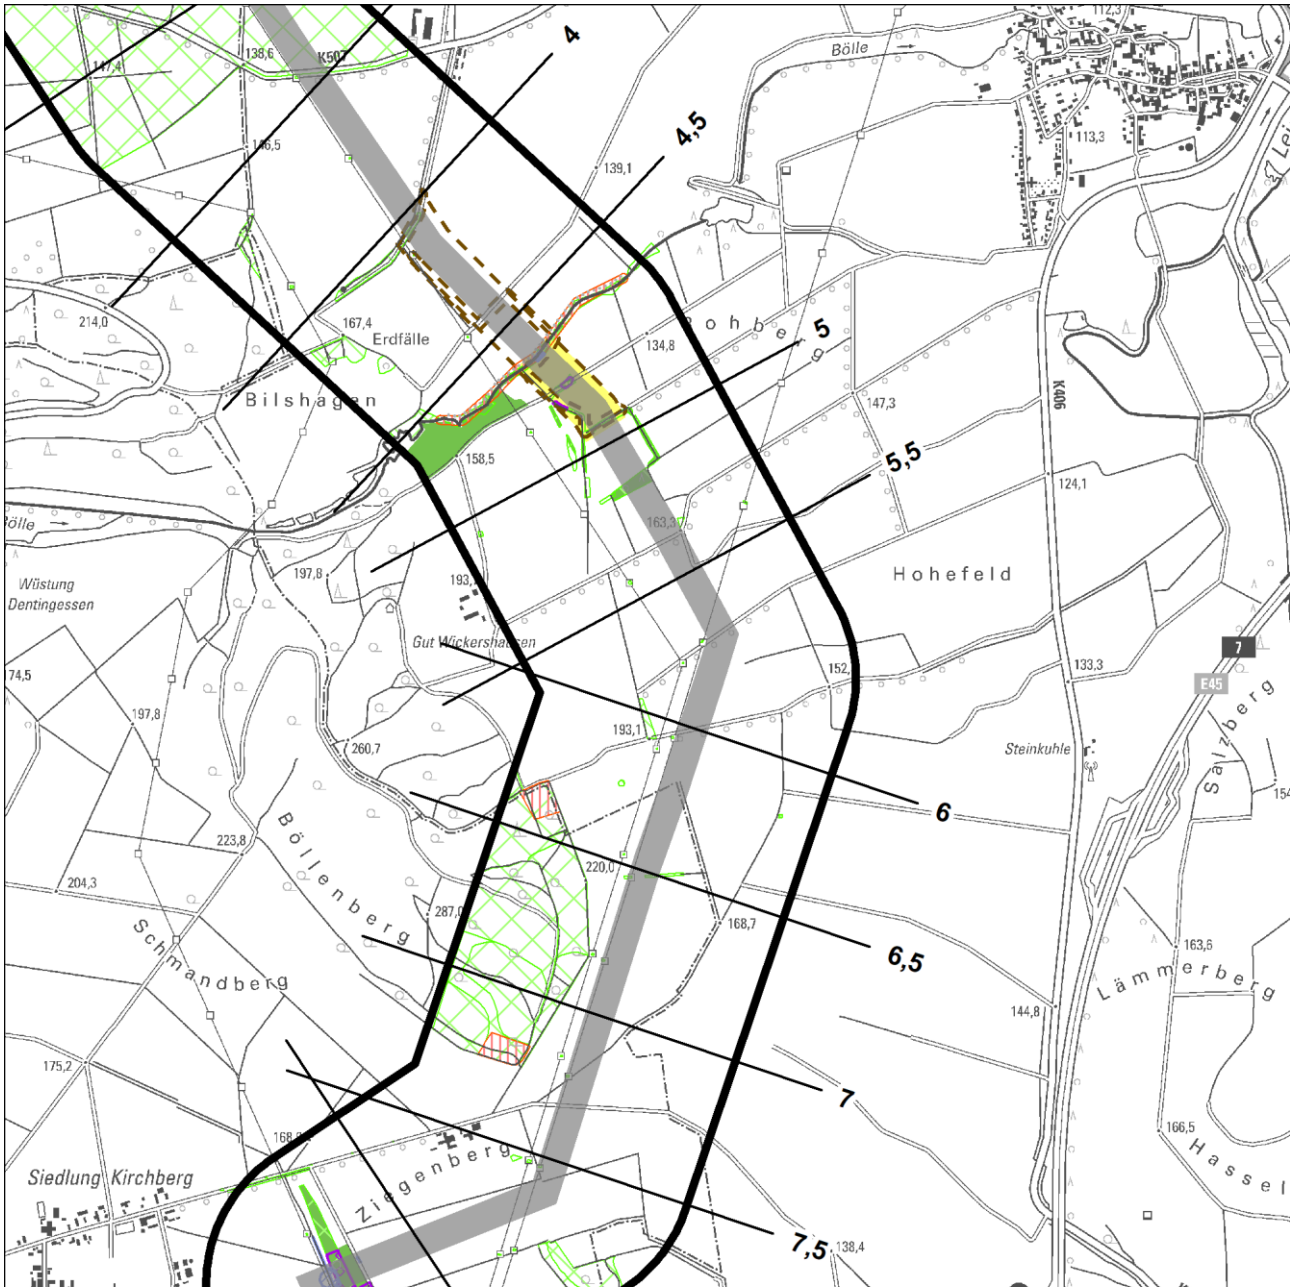 112,3
4
Bölle
138,6
K507
147,4
4,5
113,3
146,5
139,1
Lei
214,0
167,4
Erdfälle
Rohberg
5
134,8
Bilshagen
147,3
K406
158,5
5,5
124,1
163,3
Bölle
197,8
Hohefeld
Wüstung
Dentingessen
193,
Gut Wickershausen
7
133,3
74,5
152,
E45
197,8
193,1
260,7
Steinkuhle
Salzberg
154
6
223,8
Böllenberg
220,0
204,3
287,0
168,7
6,5
163,6
Schmandberg
Lämmerberg
144,8
175,2
7
166,5
168,
Ziegenberg
Hassel
Siedlung Kirchberg
7,5
138,4